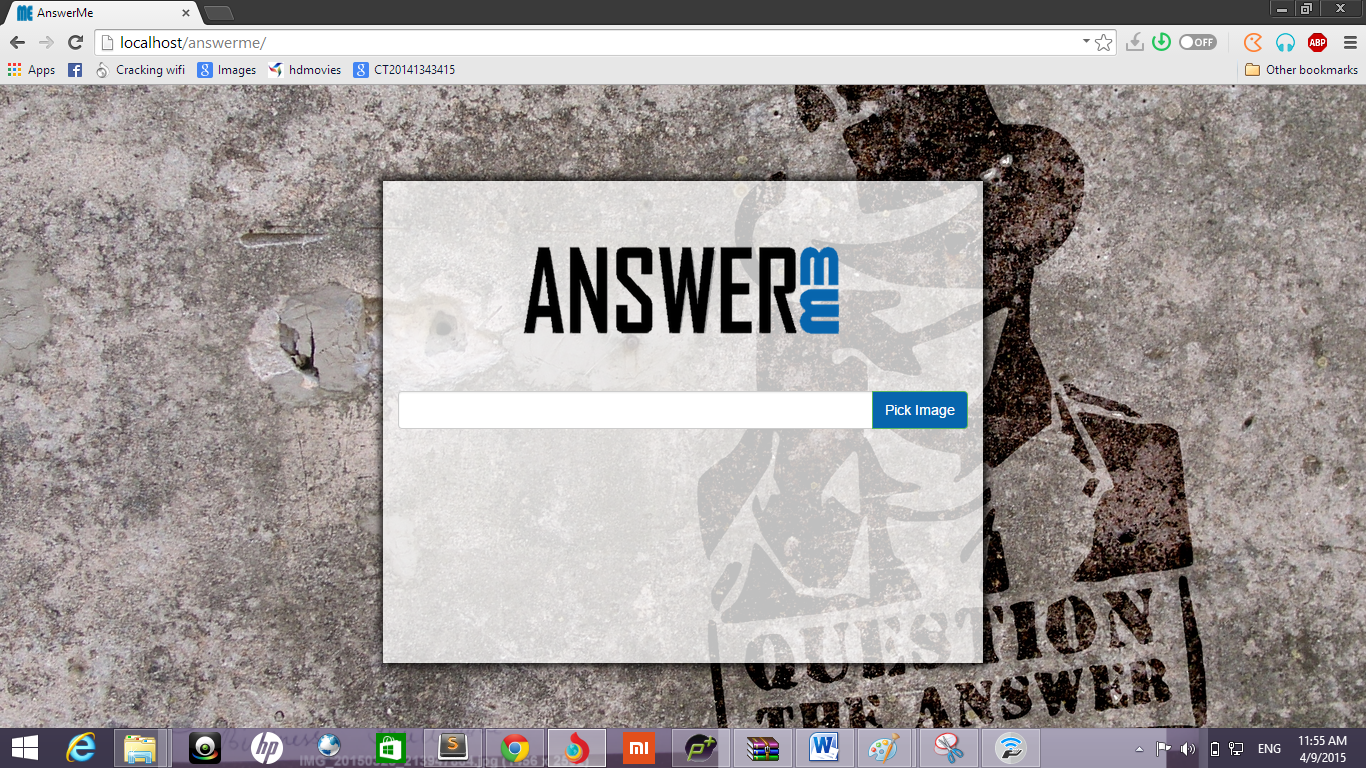 AnswerMe
localhost/answerme/
OFF
ABP
Apps
Cracking wifi
Images
hdmovies
CT20141343415
Other bookmarks
ANSWER ME
Pick Image
QUESTION
THE ANSWER
ENG
11:55 AM
4/9/2015